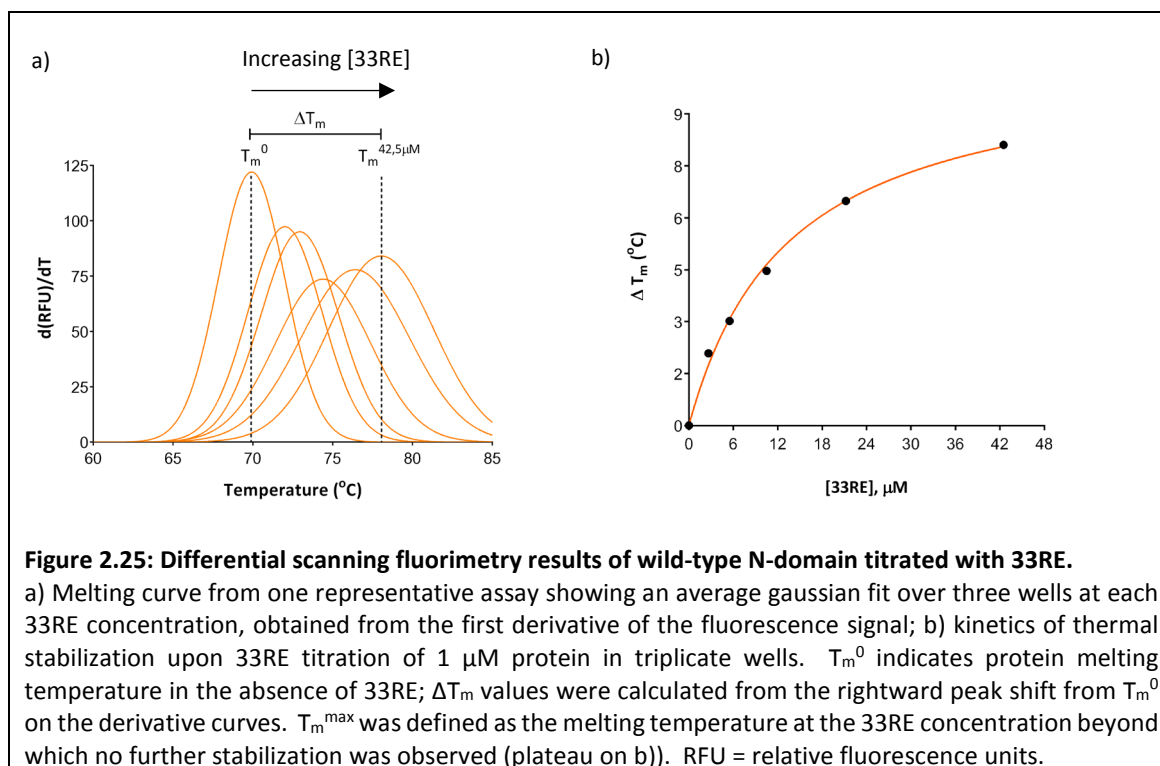 a)
Increasing [33RE]
ΔTm
Tm0
Tm42,5μM
125
100
75
50
25
0
d(RFU)/dT
60 65 70 75 80 85
Temperature (oC)
b)
9
8
6
5
3
2
0
Δ Tm (oC)
0 6 12 18 24 30 36 42 48
[33RE], μM
Figure 2.25: Differential scanning fluorimetry results of wild-type N-domain titrated with 33RE.
a) Melting curve from one representative assay showing an average gaussian fit over three wells at each
33RE concentration, obtained from the first derivative of the fluorescence signal; b) kinetics of thermal
stabilization upon 33RE titration of 1 μM protein in triplicate wells. Tm0 indicates protein melting
temperature in the absence of 33RE; ΔTm values were calculated from the rightward peak shift from Tm0
on the derivative curves. Tmmax was defined as the melting temperature at the 33RE concentration beyond
which no further stabilization was observed (plateau on b)). RFU = relative fluorescence units.